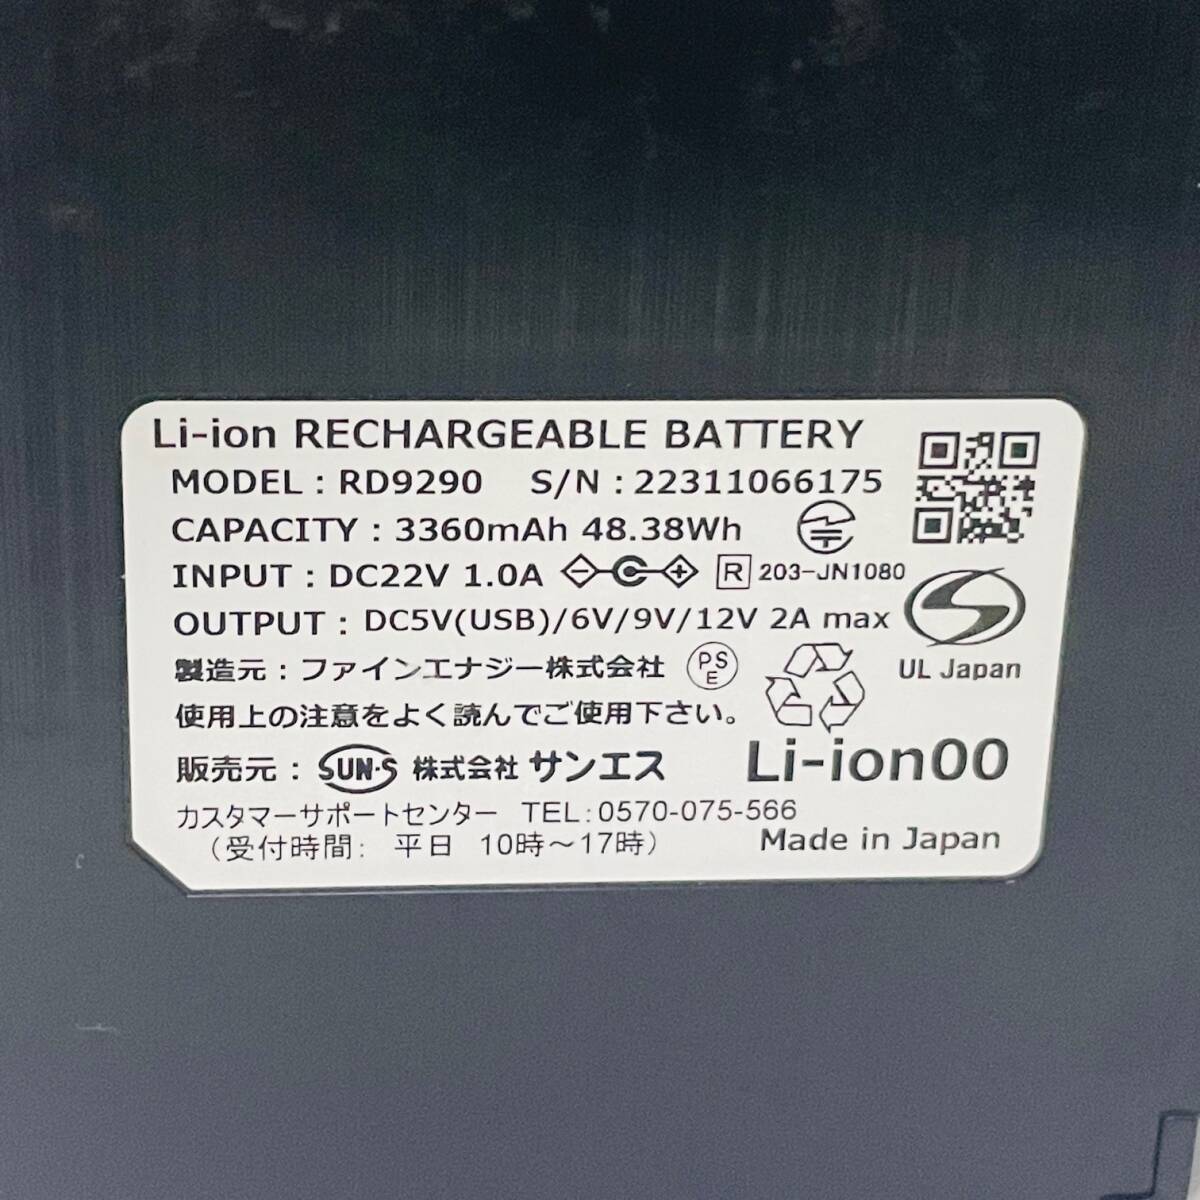 Li-ion RECHARGEABLE BATTERY
MODEL : RD9290 S/N : 22311066175
CAPACITY : 3360mAh 48.38Wh
INPUT : DC22V 1.0A R 203-JN1080
OUTPUT : DC5V(USB)/6V/9V/12V 2A max
UL Japan
製造元 : ファインエナジー株式会社 PSE
使用上の注意をよく読んでご使用下さい。
販売元 : SUN・S 株式会社 サンエス
Li-ion00
カスタマーサポートセンター TEL:0570-075-566
（受付時間: 平日 10時～17時）
Made in Japan